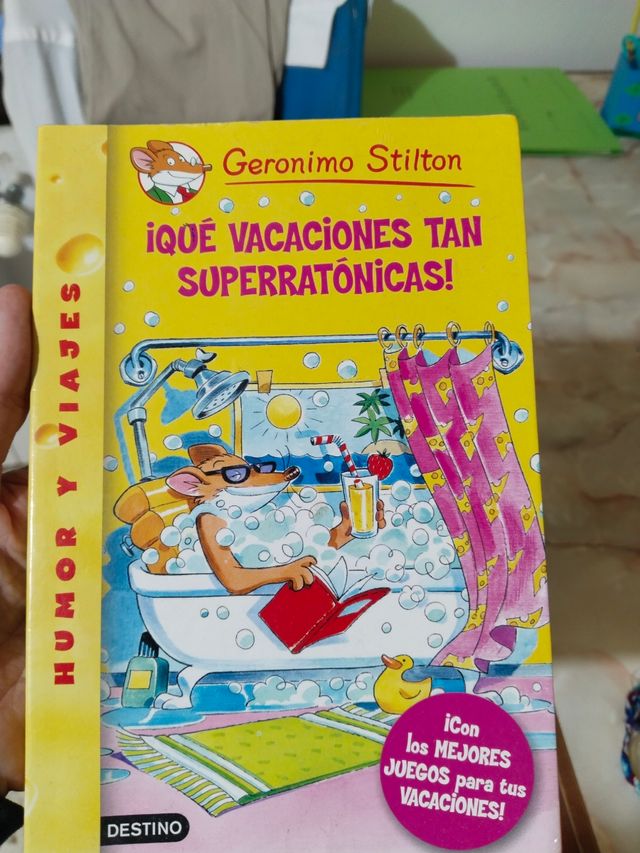 Geronimo Stilton
¡QUÉ VACACIONES TAN
SUPERRATÓNICAS!
HUMOR Y VIAJES
¡Con
los MEJORES
JUEGOS para tus
VACACIONES!
DESTINO